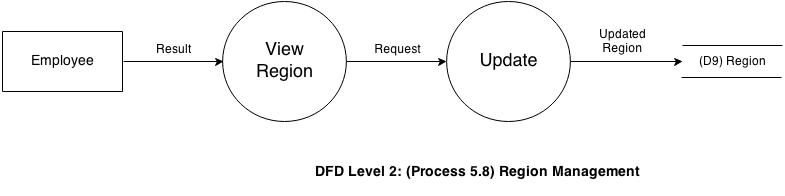 Employee
Result
View
Region
Request
Update
Updated
Region
(D9) Region
DFD Level 2: (Process 5.8) Region Management